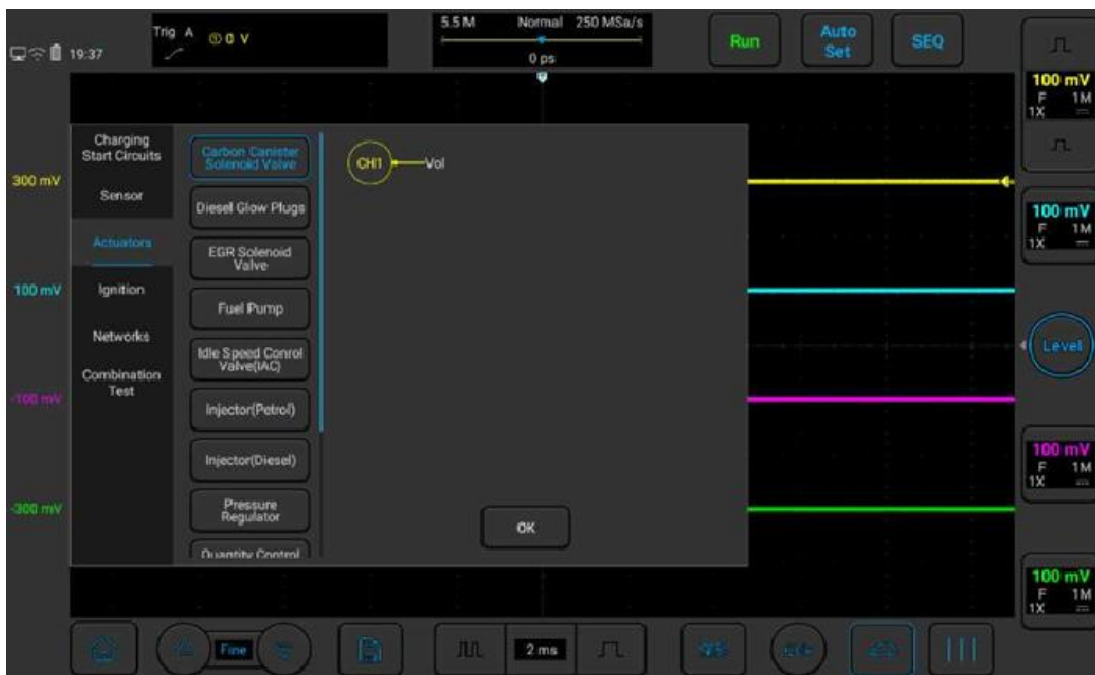 5.5 M Normal 250 MSa/s
Trig A ① 0 V
19:37
0 ps
Run
Auto
Set
SEQ
100 mV
F 1M
1X
Charging
Start Circuits
Sensor
Actuators
Ignition
Networks
Combination
Test
Carbon Canister
Solenoid Valve
Diesel Glow Plugs
EGR Solenoid
Valve
Fuel Pump
Idle Speed Conrol
Valve(IAC)
Injector(Petrol)
Injector(Diesel)
Pressure
Regulator
Quantity Control
CH1
Vol
OK
300 mV
100 mV
-100 mV
-300 mV
100 mV
F 1M
1X
Level
100 mV
F 1M
1X
100 mV
F 1M
1X
Fine
2 ms